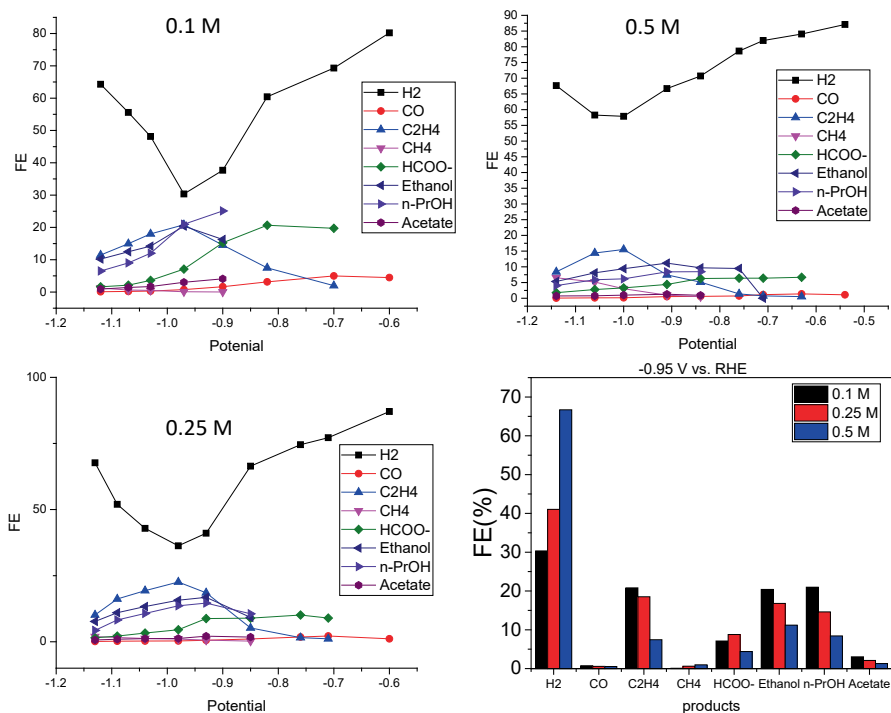 0.1 M
80
70
60
50
40
30
20
10
0
FE
-1.2 -1.1 -1.0 -0.9 -0.8 -0.7 -0.6
Potenial
H2
CO
C2H4
CH4
HCOO-
Ethanol
n-PrOH
Acetate
0.5 M
90
85
80
75
70
65
60
55
50
45
40
35
30
25
20
15
10
5
0
FE
-1.2 -1.1 -1.0 -0.9 -0.8 -0.7 -0.6 -0.5
Potential
H2
CO
C2H4
CH4
HCOO-
Ethanol
n-PrOH
Acetate
0.25 M
100
50
0
FE
-1.2 -1.1 -1.0 -0.9 -0.8 -0.7 -0.6
Potential
H2
CO
C2H4
CH4
HCOO-
Ethanol
n-PrOH
Acetate
-0.95 V vs. RHE
70
60
50
40
30
20
10
0
FE(%)
0.1 M
0.25 M
0.5 M
H2 CO C2H4 CH4 HCOO- Ethanol n-PrOH Acetate
products